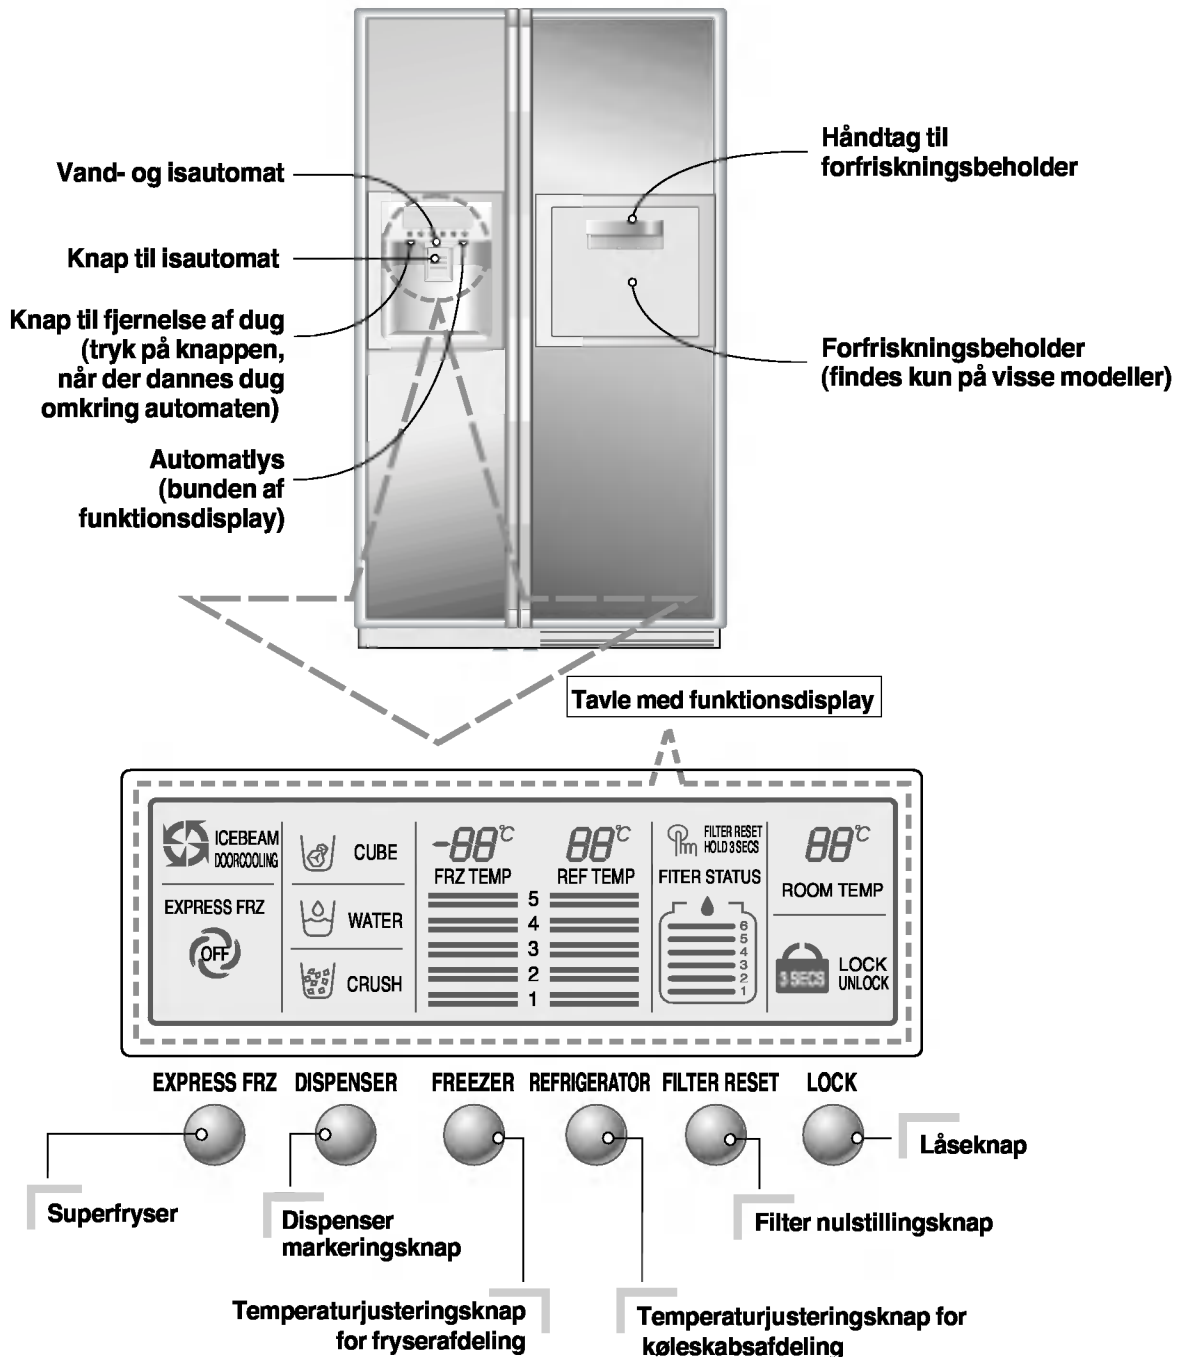 Vand- og isautomat
Knap til isautomat
Knap til fjernelse af dug
(tryk på knappen,
når der dannes dug
omkring automaten)
Automatlys
(bunden af
funktionsdisplay)
Håndtag til
forfriskningsbeholder
Forfriskningsbeholder
(findes kun på visse modeller)
Tavle med funktionsdisplay
ICEBEAM
DOORCOOLING
EXPRESS FRZ
OFF
CUBE
WATER
CRUSH
-88°C
FRZ TEMP
88°C
REF TEMP
5
4
3
2
1
FILTER RESET
HOLD 3 SECS
FITER STATUS
6
5
4
3
2
1
88°C
ROOM TEMP
3 SECS
LOCK
UNLOCK
EXPRESS FRZ DISPENSER FREEZER REFRIGERATOR FILTER RESET LOCK
Låseknap
Superfryser
Dispenser
markeringsknap
Filter nulstillingsknap
Temperaturjusteringsknap
for fryserafdeling
Temperaturjusteringsknap for
køleskabsafdeling